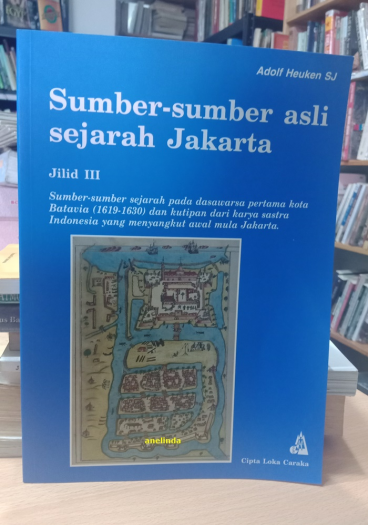 Adolf Heuken SJ
Sumber-sumber asli
sejarah Jakarta
Jilid III
Sumber-sumber sejarah pada dasawarsa pertama kota
Batavia (1619-1630) dan kutipan dari karya sastra
Indonesia yang menyangkut awal mula Jakarta.
anelinda
Cipta Loka Caraka